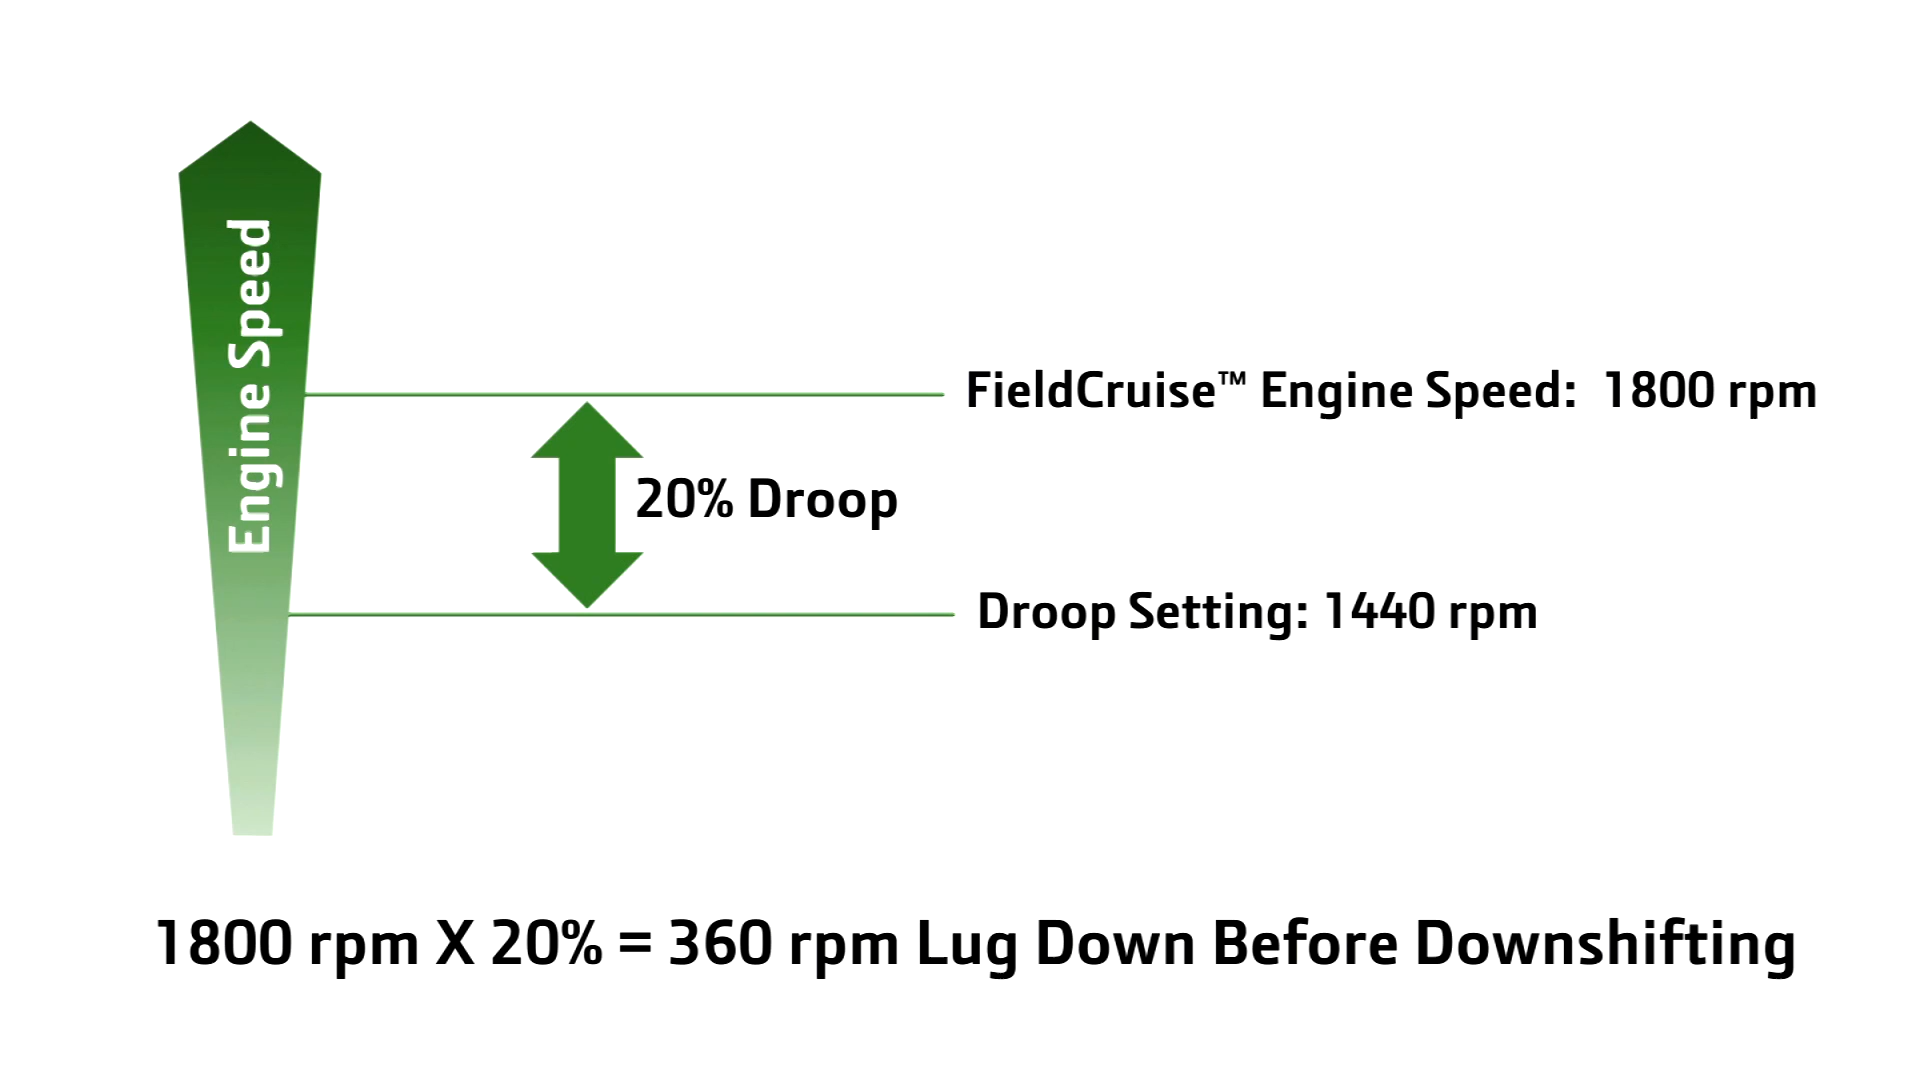 Engine Speed
FieldCruise™ Engine Speed:  1800 rpm
20% Droop
Droop Setting: 1440 rpm
1800 rpm X 20% = 360 rpm Lug Down Before Downshifting